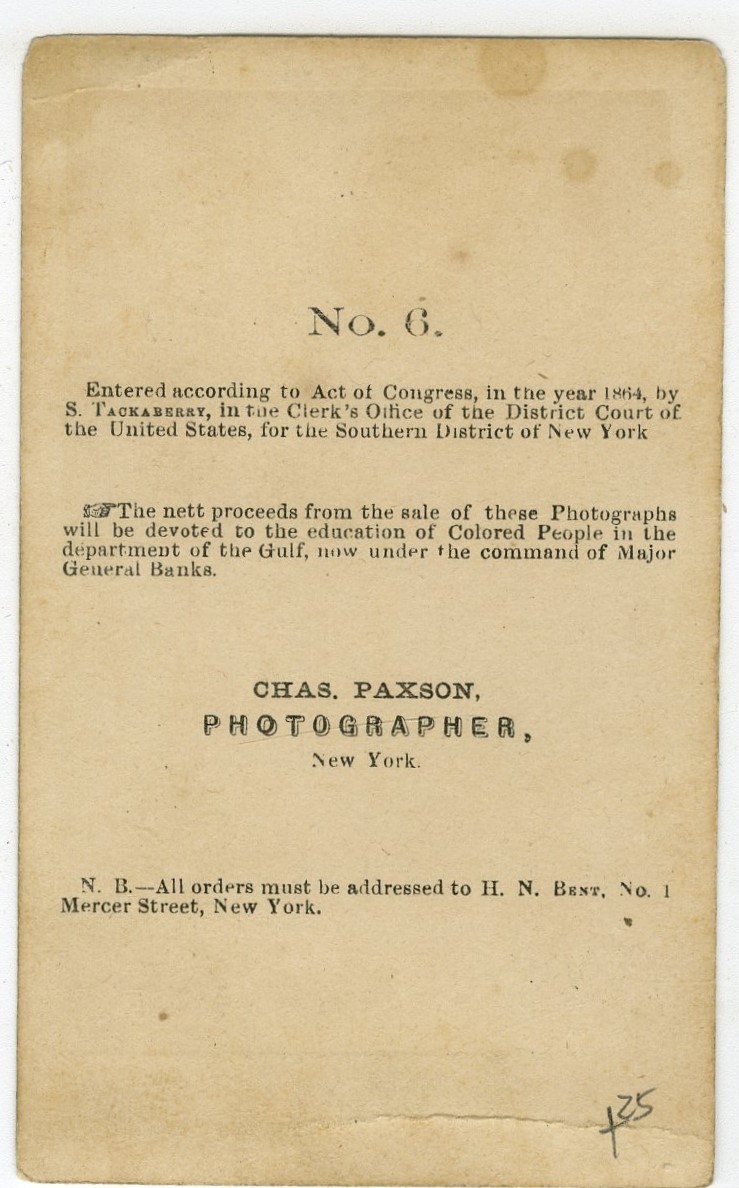 No. 6.
Entered according to Act of Congress, in the year 1864, by
S. TACKABERRY, in the Clerk's Office of the District Court of
the United States, for the Southern District of New York
☞The nett proceeds from the sale of these Photographs
will be devoted to the education of Colored People in the
department of the Gulf, now under the command of Major
General Banks.
CHAS. PAXSON,
PHOTOGRAPHER,
New York.
N. B.—All orders must be addressed to H. N. BENT, No. 1
Mercer Street, New York.
25